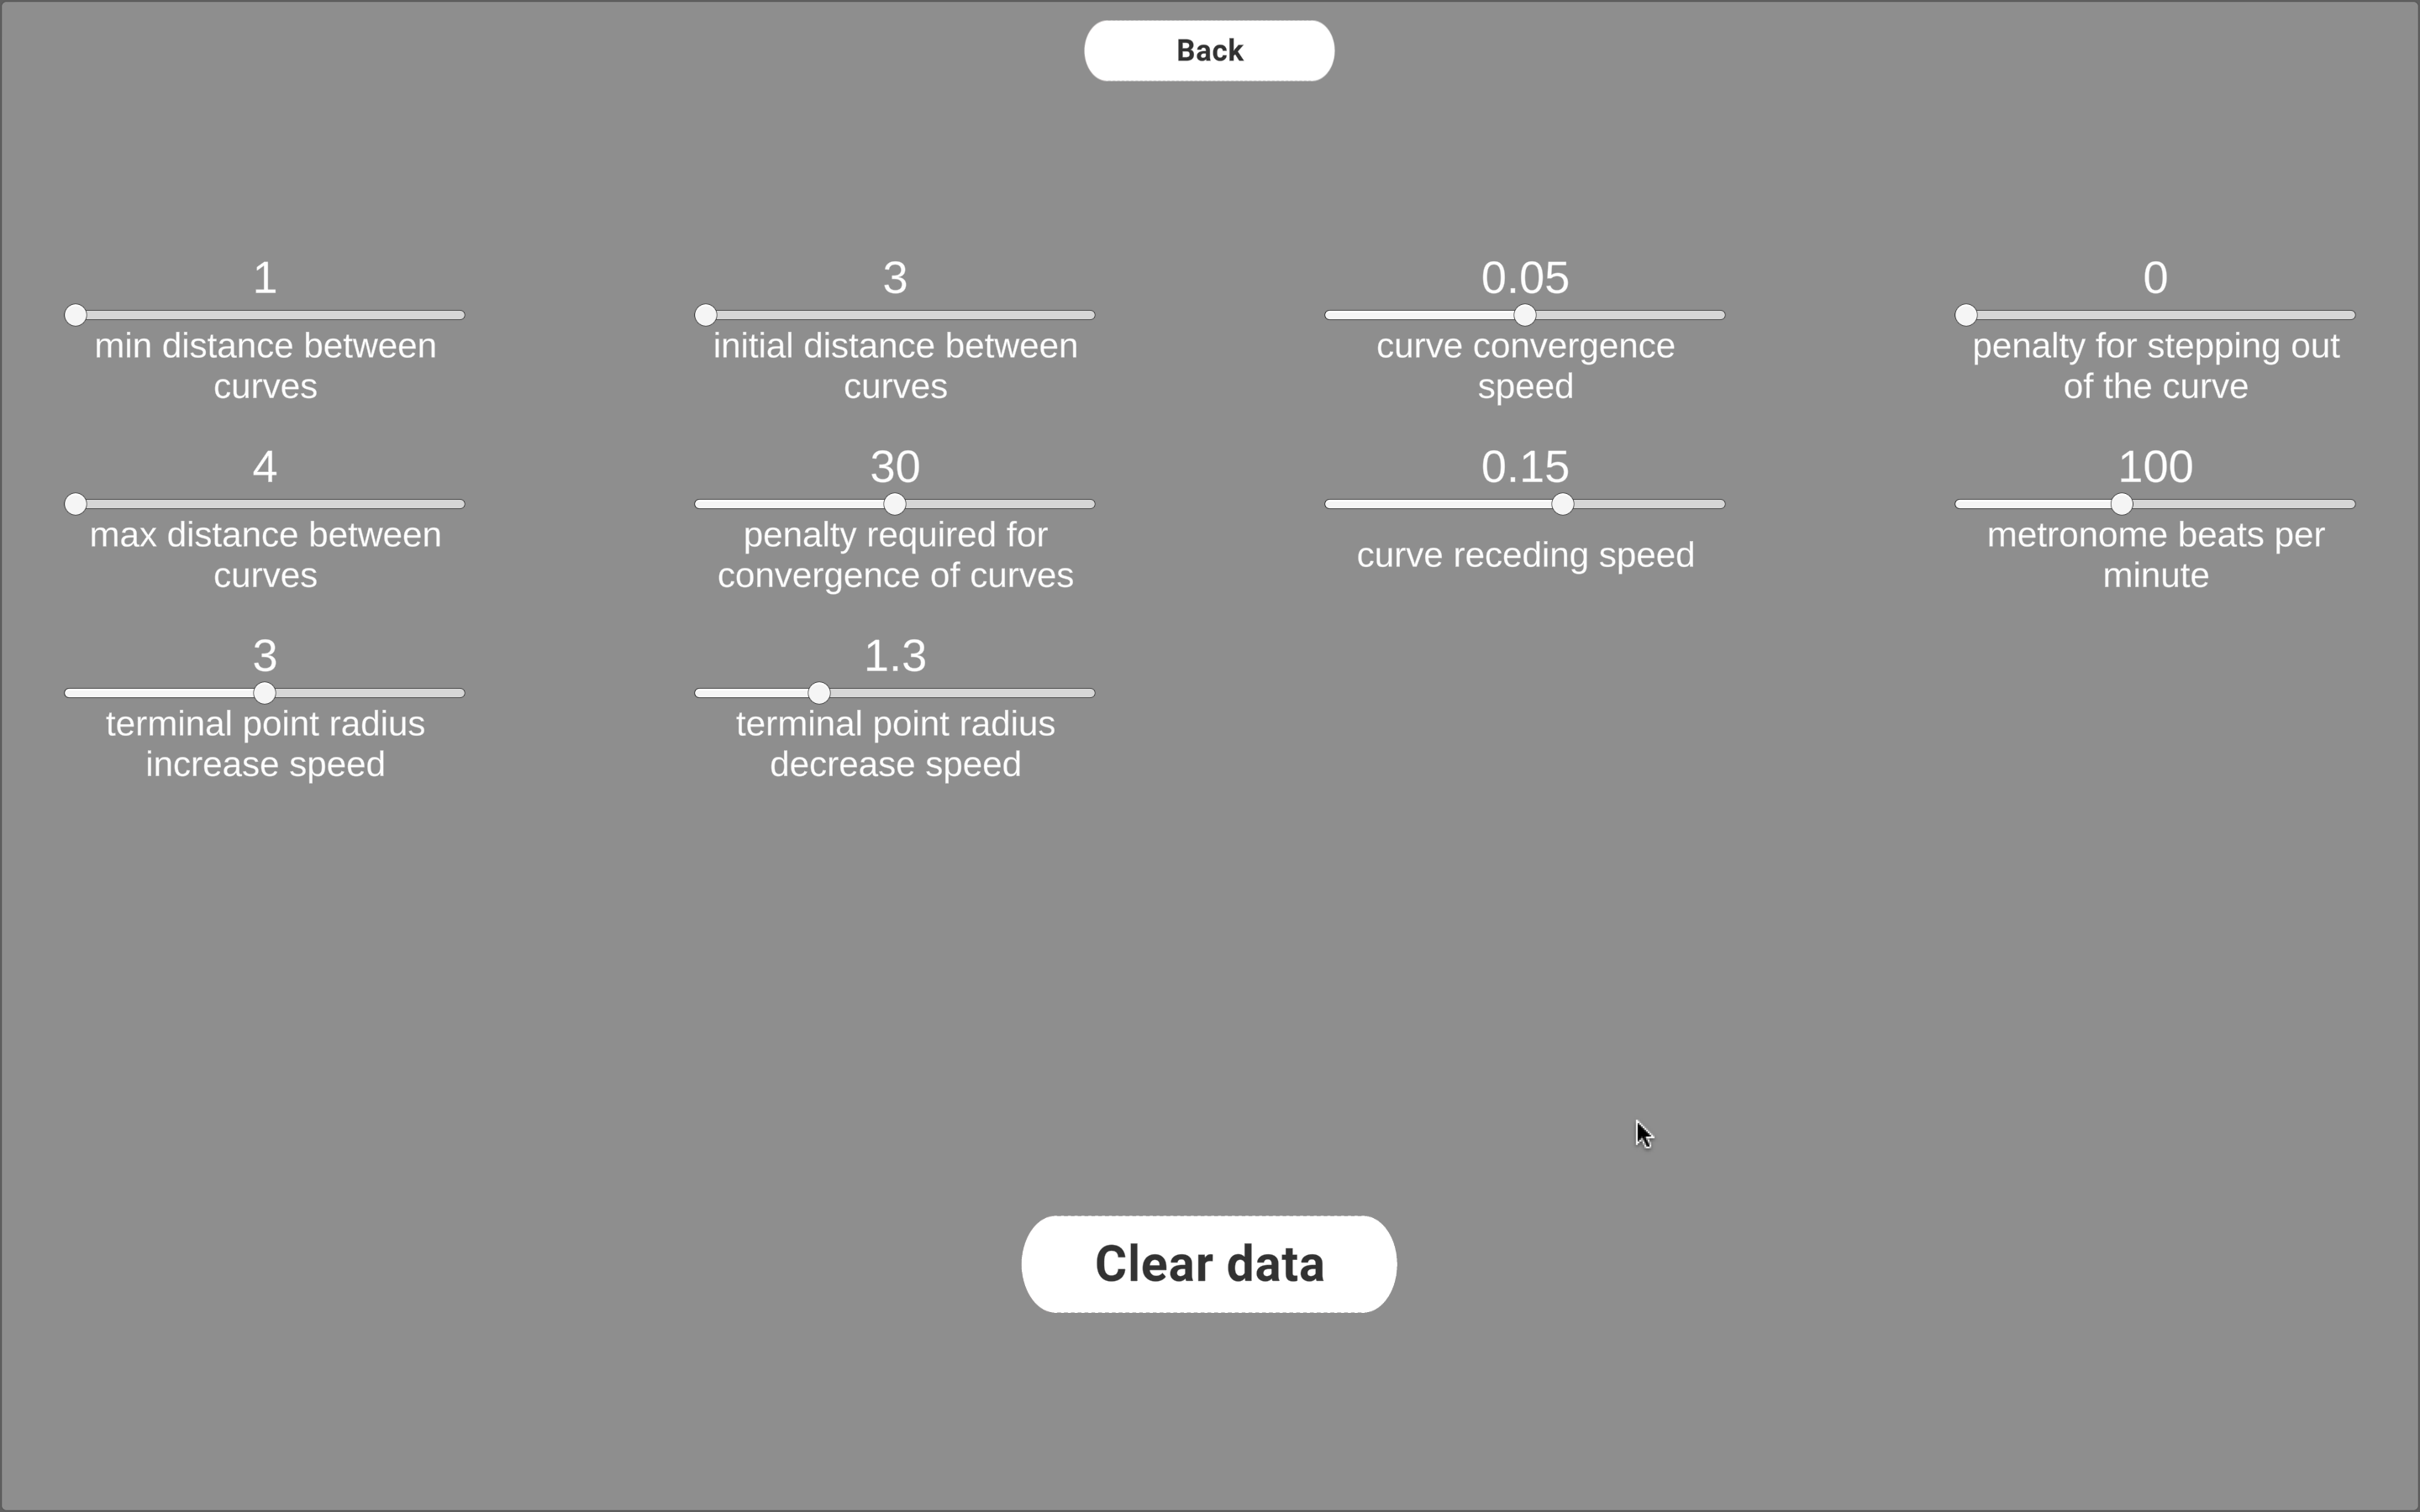 Back
1
min distance between
curves
3
initial distance between
curves
0.05
curve convergence
speed
0
penalty for stepping out
of the curve
4
max distance between
curves
30
penalty required for
convergence of curves
0.15
curve receding speed
100
metronome beats per
minute
3
terminal point radius
increase speed
1.3
terminal point radius
decrease speed
Clear data